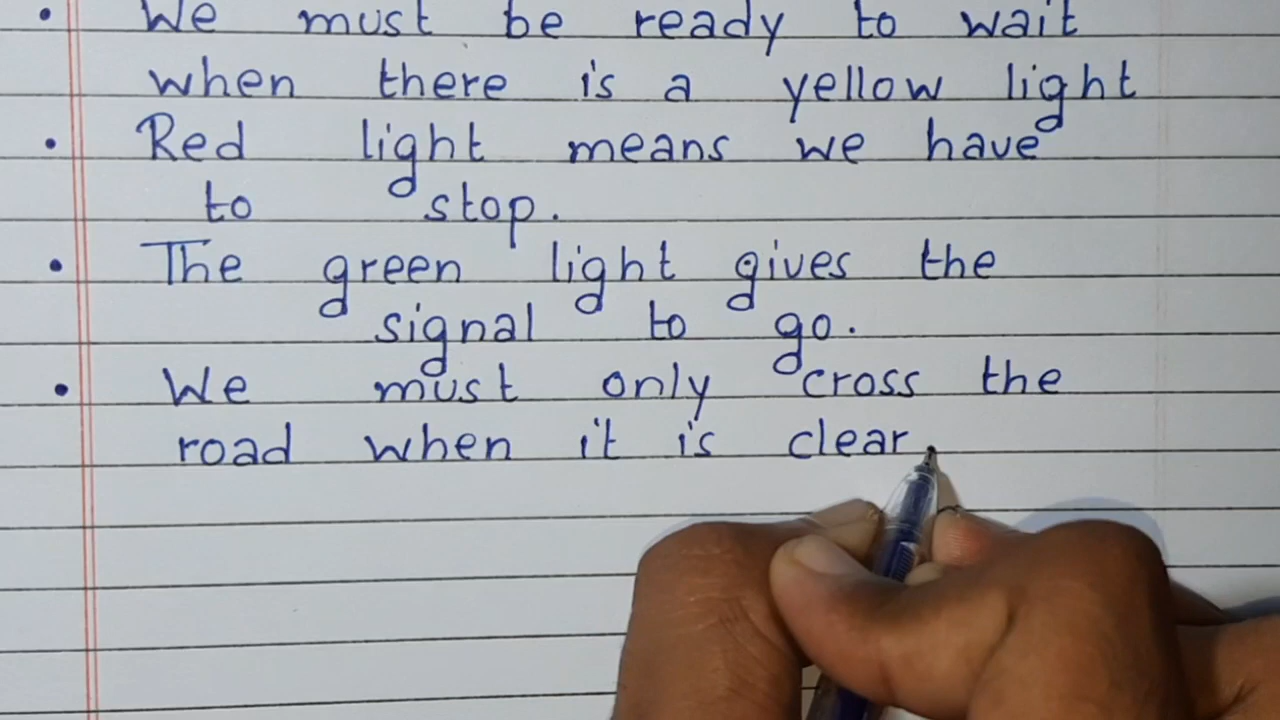 • We must be ready to wait
when there is a yellow light
• Red light means we have
to stop.
• The green light gives the
signal to go.
• We must only cross the
road when it is clear.